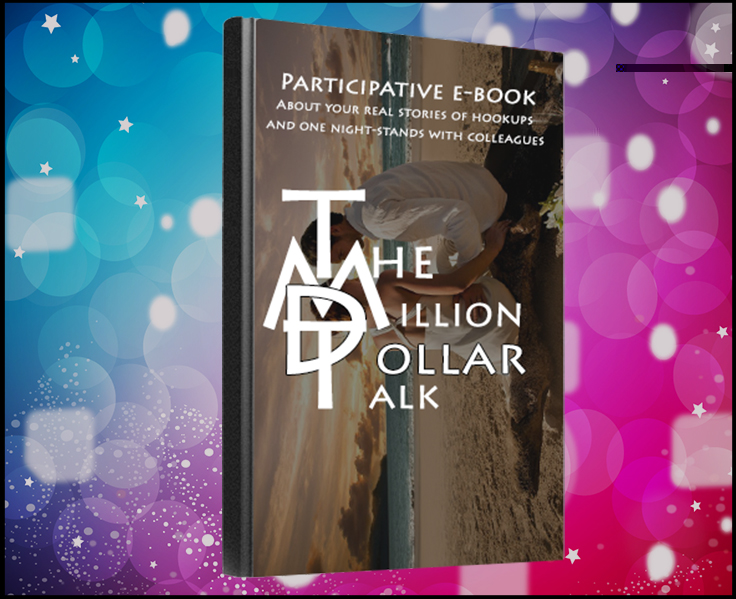 Participative e-book
About your real stories of hookups
and one night-stands with colleagues
The
Million
Dollar
Talk